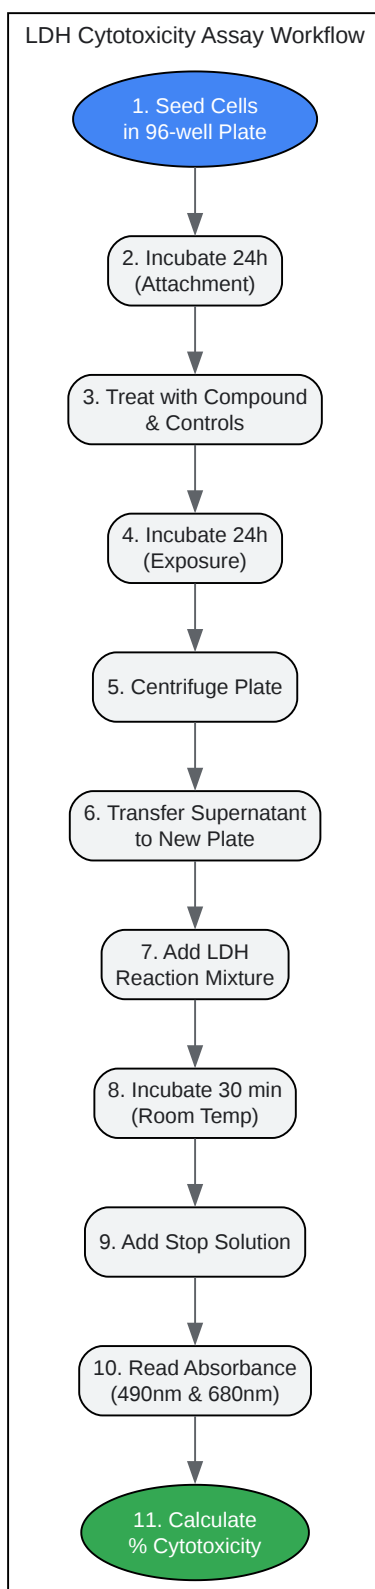 LDH Cytotoxicity Assay Workflow
1. Seed Cells
in 96-well Plate
2. Incubate 24h
(Attachment)
3. Treat with Compound
& Controls
4. Incubate 24h
(Exposure)
5. Centrifuge Plate
6. Transfer Supernatant
to New Plate
7. Add LDH
Reaction Mixture
8. Incubate 30 min
(Room Temp)
9. Add Stop Solution
10. Read Absorbance
(490nm & 680nm)
11. Calculate
% Cytotoxicity